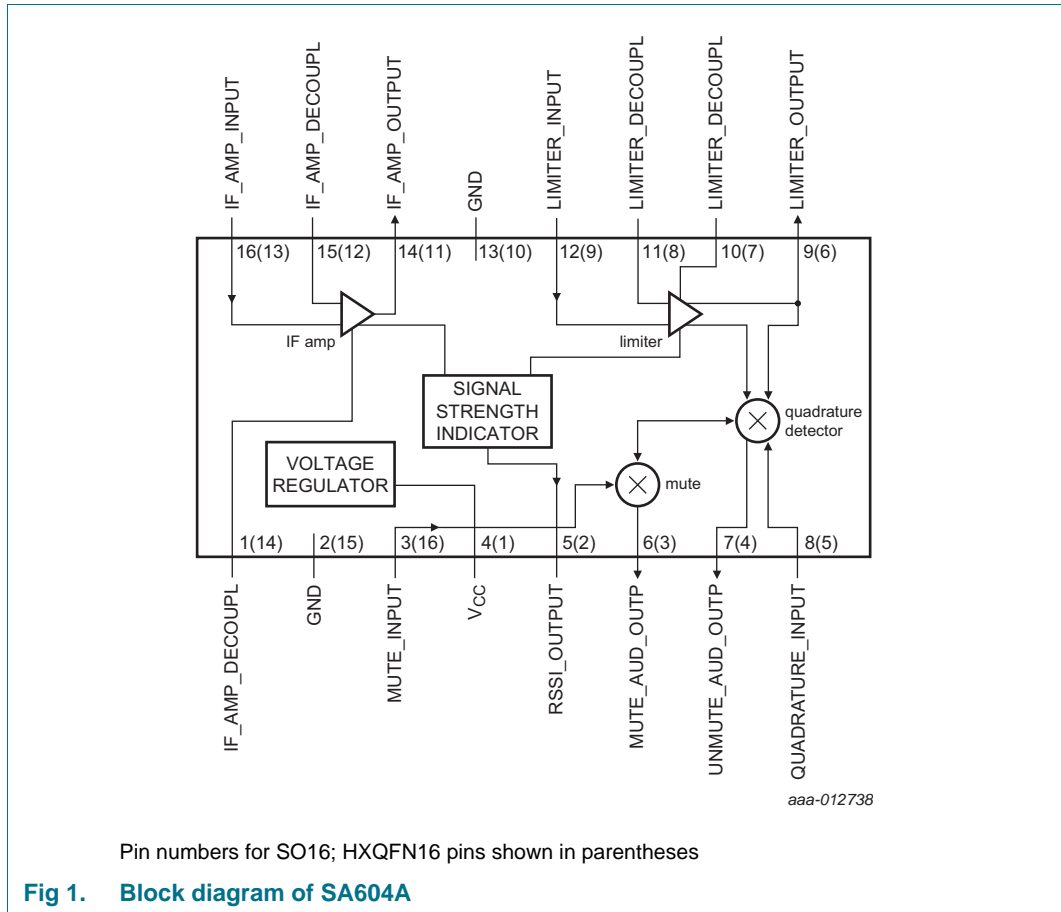 IF_AMP_INPUT
IF_AMP_DECOUPL
IF_AMP_OUTPUT
GND
LIMITER_INPUT
LIMITER_DECOUPL
LIMITER_DECOUPL
LIMITER_OUTPUT
16(13)
15(12)
14(11)
13(10)
12(9)
11(8)
10(7)
9(6)
IF amp
limiter
SIGNAL
STRENGTH
INDICATOR
quadrature
detector
VOLTAGE
REGULATOR
mute
1(14)
2(15)
3(16)
4(1)
5(2)
6(3)
7(4)
8(5)
IF_AMP_DECOUPL
GND
MUTE_INPUT
VCC
RSSI_OUTPUT
MUTE_AUD_OUTP
UNMUTE_AUD_OUTP
QUADRATURE_INPUT
aaa-012738
Pin numbers for SO16; HXQFN16 pins shown in parentheses
Fig 1. Block diagram of SA604A